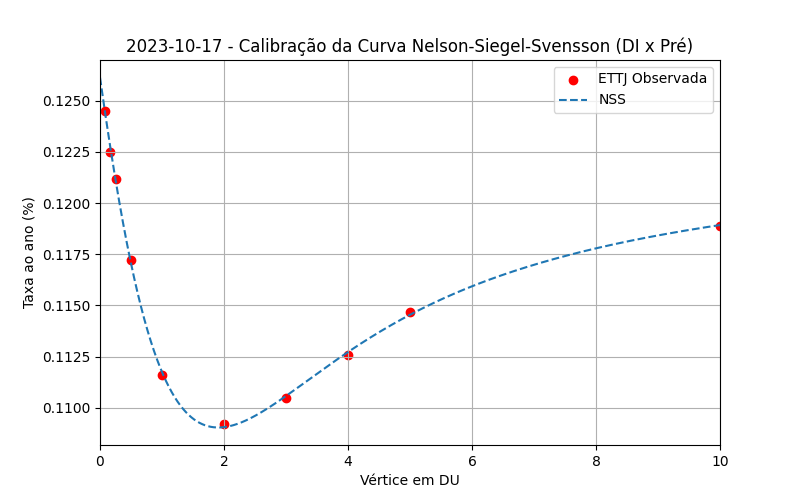 2023-10-17 - Calibração da Curva Nelson-Siegel-Svensson (DI x Pré)
ETTJ Observada
NSS
Taxa ao ano (%)
0.1250
0.1225
0.1200
0.1175
0.1150
0.1125
0.1100
0 2 4 6 8 10
Vértice em DU